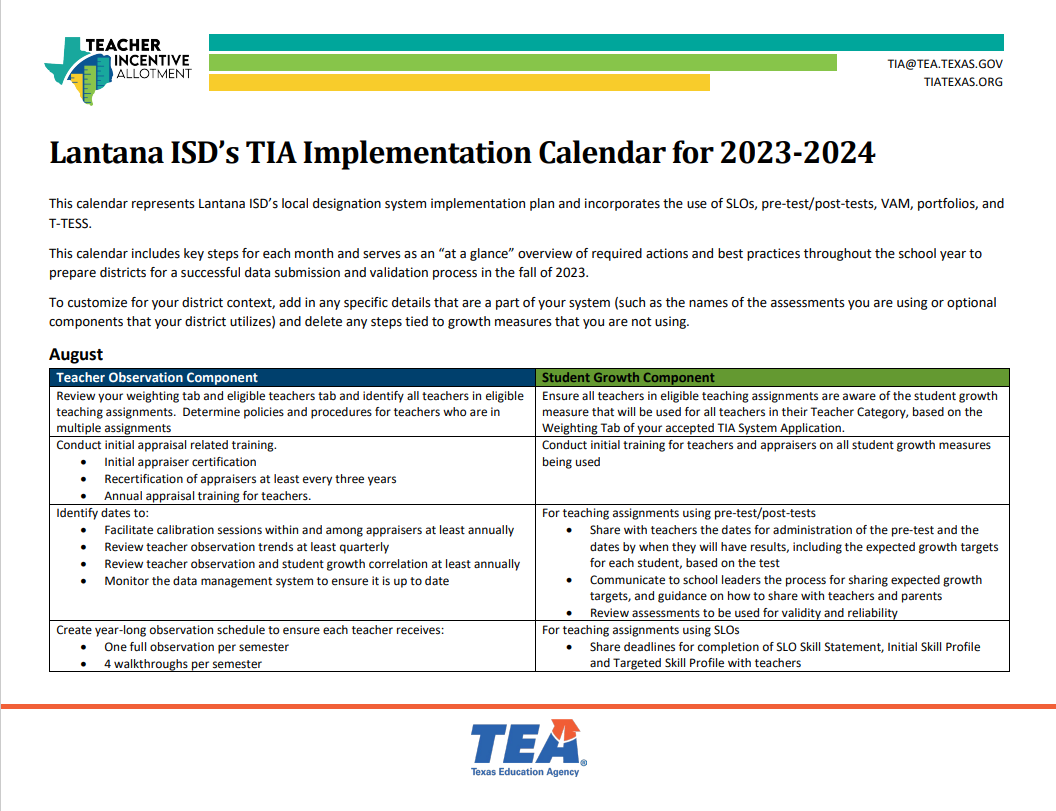 TEACHER
INCENTIVE
ALLOTMENT
TIA@TEA.TEXAS.GOV
TIATEXAS.ORG
Lantana ISD’s TIA Implementation Calendar for 2023-2024
This calendar represents Lantana ISD’s local designation system implementation plan and incorporates the use of SLOs, pre-test/post-tests, VAM, portfolios, and
T-TESS.
This calendar includes key steps for each month and serves as an “at a glance” overview of required actions and best practices throughout the school year to
prepare districts for a successful data submission and validation process in the fall of 2023.
To customize for your district context, add in any specific details that are a part of your system (such as the names of the assessments you are using or optional
components that your district utilizes) and delete any steps tied to growth measures that you are not using.
August
Teacher Observation Component
Student Growth Component
Review your weighting tab and eligible teachers tab and identify all teachers in eligible
teaching assignments.  Determine policies and procedures for teachers who are in
multiple assignments
Ensure all teachers in eligible teaching assignments are aware of the student growth
measure that will be used for all teachers in their Teacher Category, based on the
Weighting Tab of your accepted TIA System Application.
Conduct initial appraisal related training.
• Initial appraiser certification
• Recertification of appraisers at least every three years
• Annual appraisal training for teachers.
Conduct initial training for teachers and appraisers on all student growth measures
being used
Identify dates to:
• Facilitate calibration sessions within and among appraisers at least annually
• Review teacher observation trends at least quarterly
• Review teacher observation and student growth correlation at least annually
• Monitor the data management system to ensure it is up to date
For teaching assignments using pre-test/post-tests
• Share with teachers the dates for administration of the pre-test and the
dates by when they will have results, including the expected growth targets
for each student, based on the test
• Communicate to school leaders the process for sharing expected growth
targets, and guidance on how to share with teachers and parents
• Review assessments to be used for validity and reliability
Create year-long observation schedule to ensure each teacher receives:
• One full observation per semester
• 4 walkthroughs per semester
For teaching assignments using SLOs
• Share deadlines for completion of SLO Skill Statement, Initial Skill Profile
and Targeted Skill Profile with teachers
TEA®
Texas Education Agency